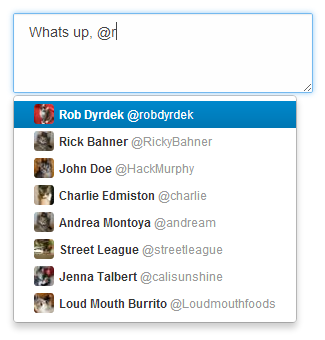 Whats up, @r
Rob Dyrdek @robdyrdek
Rick Bahner @RickyBahner
John Doe @HackMurphy
Charlie Edmiston @charlie
Andrea Montoya @andream
Street League @streetleague
Jenna Talbert @calisunshine
Loud Mouth Burrito @Loudmouthfoods